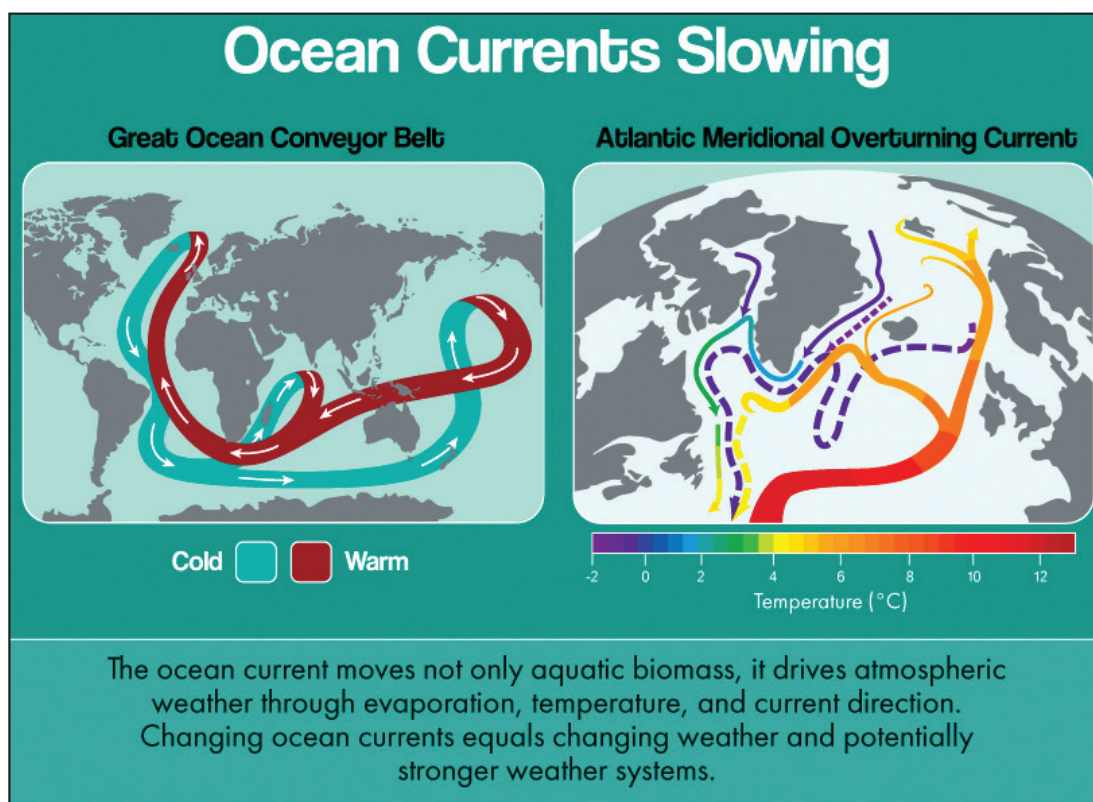 Ocean Currents Slowing
Great Ocean Conveyor Belt
Atlantic Meridional Overturning Current
Cold
Warm
-2 0 2 4 6 8 10 12
Temperature (°C)
The ocean current moves not only aquatic biomass, it drives atmospheric
weather through evaporation, temperature, and current direction.
Changing ocean currents equals changing weather and potentially
stronger weather systems.